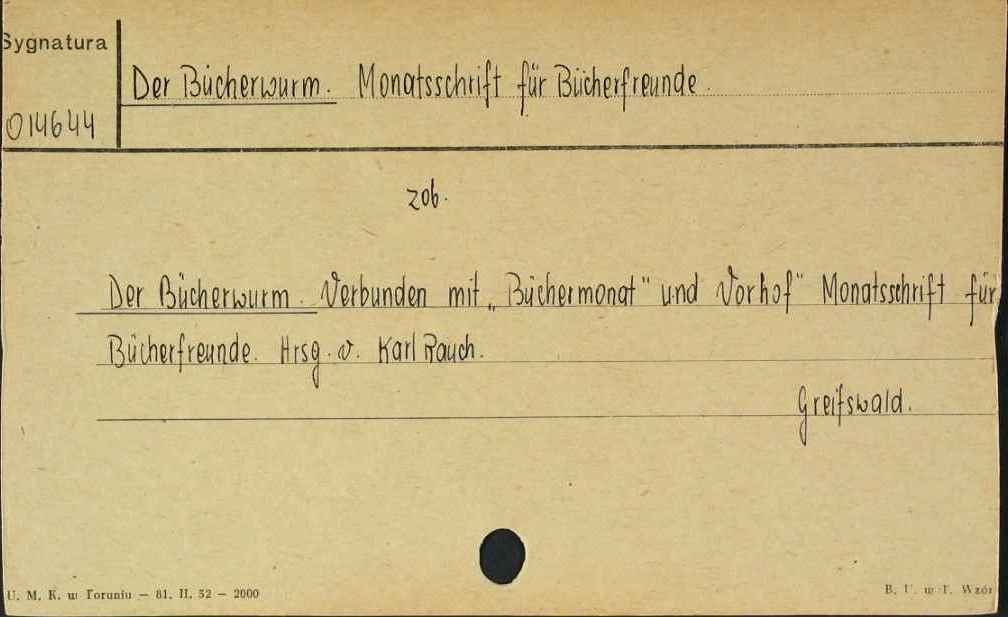 Sygnatura
Der Bücherwurm. Monatsschrift für Bücherfreunde.
014644
zob.
Der Bücherwurm. Verbunden mit „Büchermonat" und Vorhof" Monatsschrift für
Bücherfreunde. Hrsg. v. Karl Rauch.
Greifswald.
U. M. K. w Toruniu — 81. II. 52 — 2000
B. U. w T. Wzór